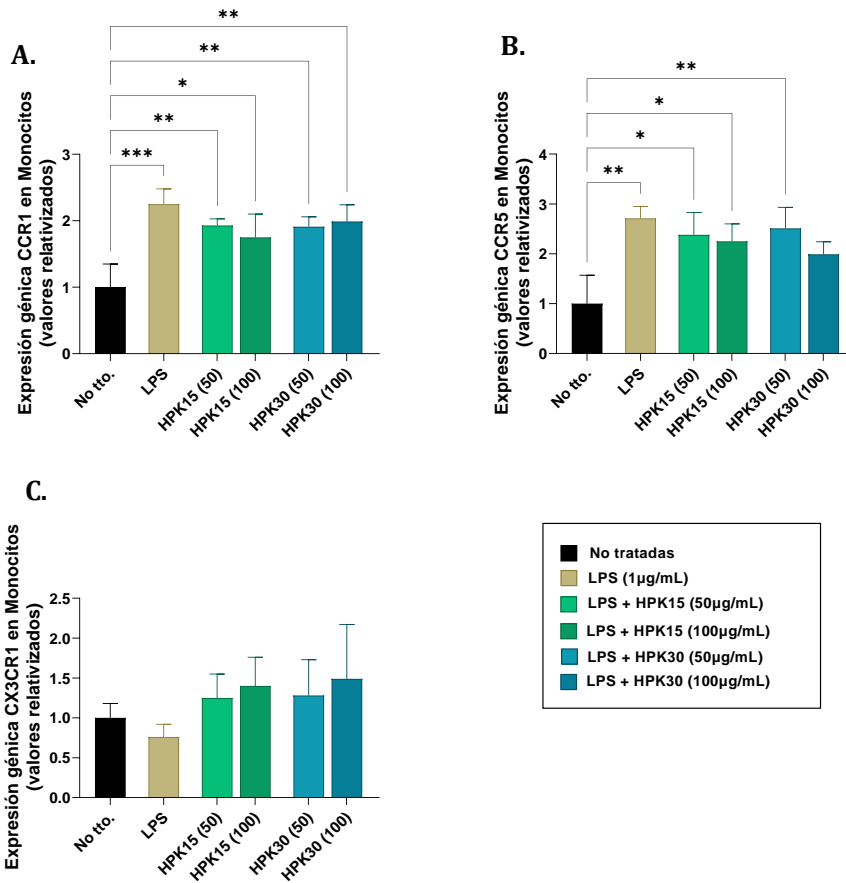 A.
**
**
*
**
***
Expresión génica CCR1 en Monocitos
(valores relativizados)
3
2
1
0
No tto.
LPS
HPK15 (50)
HPK15 (100)
HPK30 (50)
HPK30 (100)
B.
**
*
*
**
Expresión génica CCR5 en Monocitos
(valores relativizados)
4
3
2
1
0
No tto.
LPS
HPK15 (50)
HPK15 (100)
HPK30 (50)
HPK30 (100)
C.
Expresión génica CX3CR1 en Monocitos
(valores relativizados)
2.5
2.0
1.5
1.0
0.5
0.0
No tto.
LPS
HPK15 (50)
HPK15 (100)
HPK30 (50)
HPK30 (100)
No tratadas
LPS (1µg/mL)
LPS + HPK15 (50µg/mL)
LPS + HPK15 (100µg/mL)
LPS + HPK30 (50µg/mL)
LPS + HPK30 (100µg/mL)